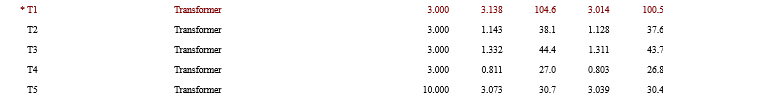 * T1 Transformer 3.000 3.138 104.6 3.014 100.5
T2 Transformer 3.000 1.143 38.1 1.128 37.6
T3 Transformer 3.000 1.332 44.4 1.311 43.7
T4 Transformer 3.000 0.811 27.0 0.803 26.8
T5 Transformer 10.000 3.073 30.7 3.039 30.4